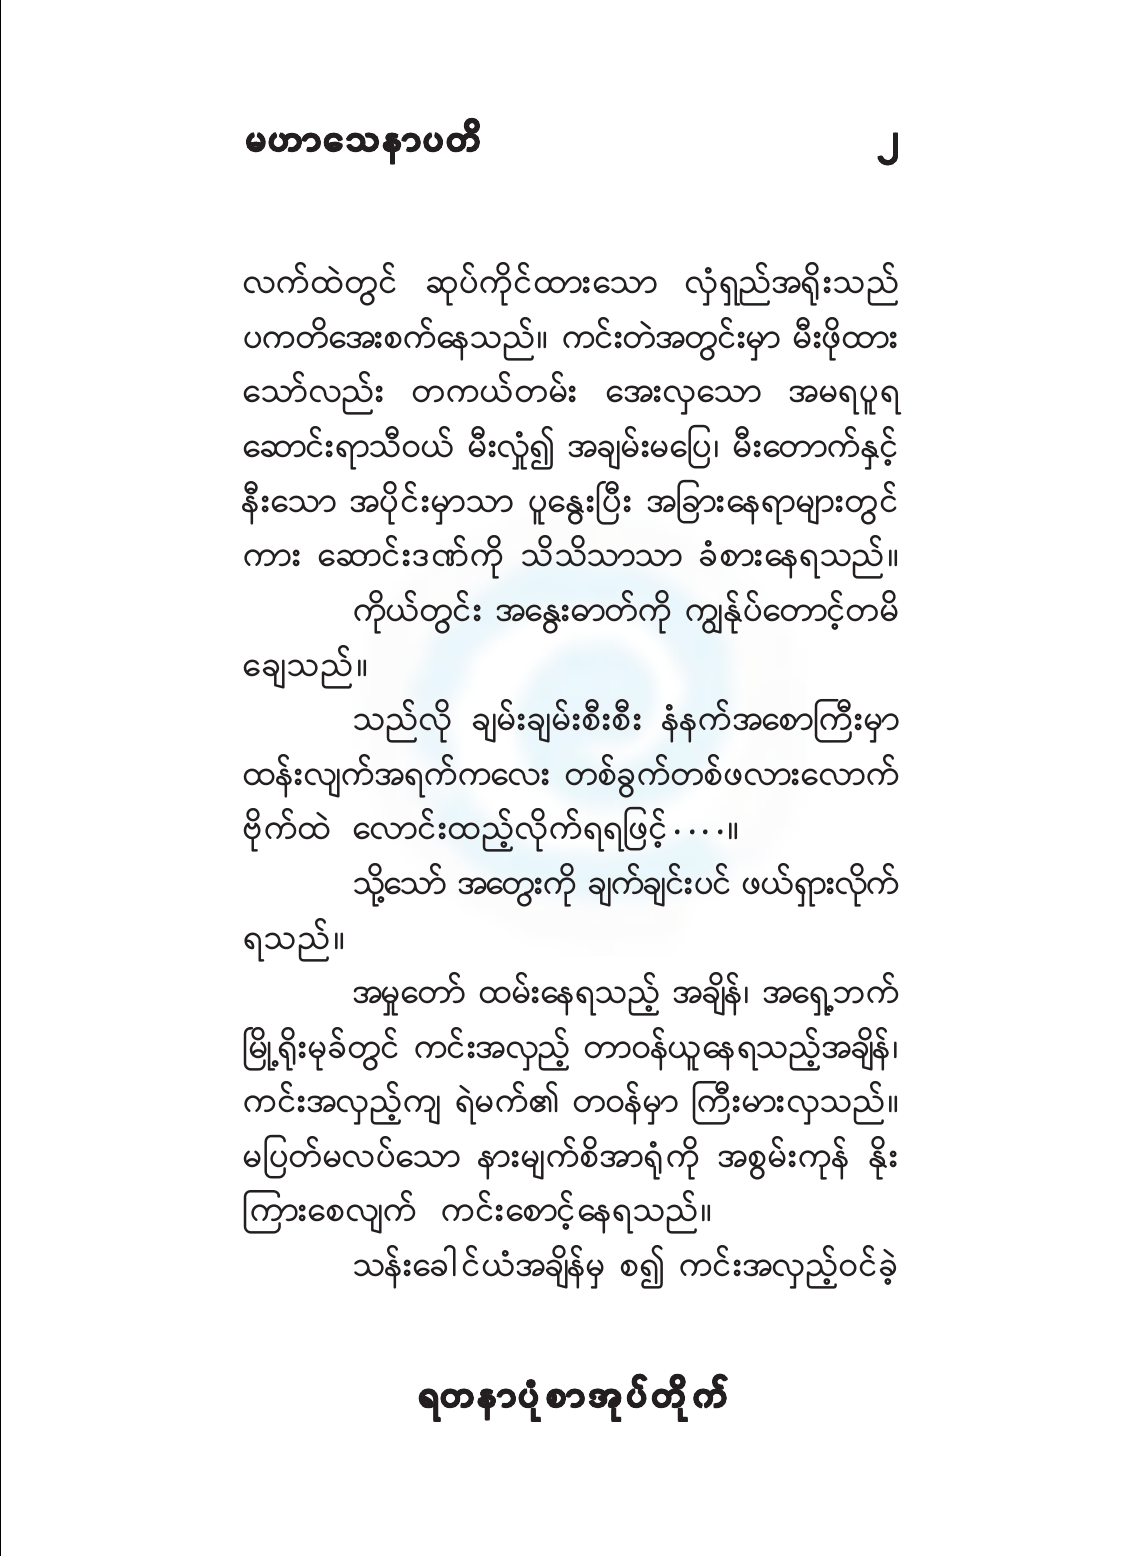 မဟာသေနာပတိ ၂
လက်ထဲတွင် ဆုပ်ကိုင်ထားသော လှံရှည်အရိုးသည်
ပကတိအေးစက်နေသည်။ ကင်းတဲအတွင်းမှာ မီးဖိုထား
သော်လည်း တကယ်တမ်း အေးလှသော အမရပူရ
ဆောင်းရာသီဝယ် မီးလှုံ၍ အချမ်းမပြေ၊ မီးတောက်နှင့်
နီးသော အပိုင်းမှာသာ ပူနွေးပြီး အခြားနေရာများတွင်
ကား ဆောင်းဒဏ်ကို သိသိသာသာ ခံစားနေရသည်။
ကိုယ်တွင်း အနွေးဓာတ်ကို ကျွန်ုပ်တောင့်တမိ
ချေသည်။
သည်လို ချမ်းချမ်းစီးစီး နံနက်အစောကြီးမှာ
ထန်းလျက်အရက်ကလေး တစ်ခွက်တစ်ဖလားလောက်
ဗိုက်ထဲ လောင်းထည့်လိုက်ရရဖြင့်....။
သို့သော် အတွေးကို ချက်ချင်းပင် ဖယ်ရှားလိုက်
ရသည်။
အမှုတော် ထမ်းနေရသည့် အချိန်၊ အရှေ့ဘက်
မြို့ရိုးမုခ်တွင် ကင်းအလှည့် တာဝန်ယူနေရသည့်အချိန်၊
ကင်းအလှည့်ကျ ရဲမက်၏ တဝန်မှာ ကြီးမားလှသည်။
မပြတ်မလပ်သော နားမျက်စိအာရုံကို အစွမ်းကုန် နိုး
ကြားစေလျက် ကင်းစောင့်နေရသည်။
သန်းခေါင်ယံအချိန်မှ စ၍ ကင်းအလှည့်ဝင်ခဲ့
ရတနာပုံစာအုပ်တိုက်